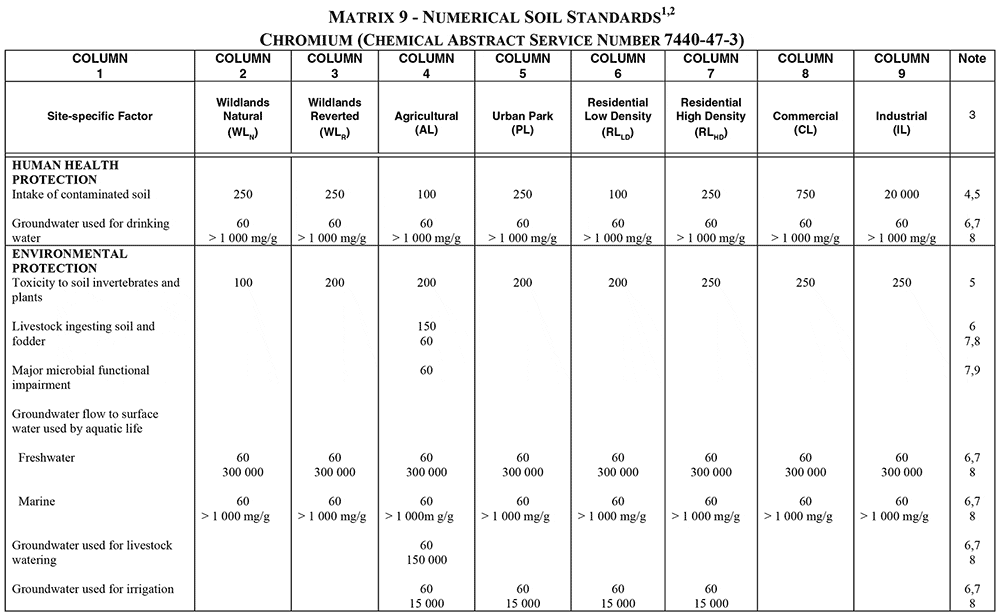 MATRIX 9 - NUMERICAL SOIL STANDARDS1,2
CHROMIUM (CHEMICAL ABSTRACT SERVICE NUMBER 7440-47-3)
COLUMN 1 COLUMN 2 COLUMN 3 COLUMN 4 COLUMN 5 COLUMN 6 COLUMN 7 COLUMN 8 COLUMN 9 Note
Site-specific Factor Wildlands Natural (WLN) Wildlands Reverted (WLR) Agricultural (AL) Urban Park (PL) Residential Low Density (RLLD) Residential High Density (RLHD) Commercial (CL) Industrial (IL) 3
HUMAN HEALTH
PROTECTION
Intake of contaminated soil 250 250 100 250 100 250 750 20 000 4,5
Groundwater used for drinking 60 60 60 60 60 60 60 60 6,7
water > 1 000 mg/g > 1 000 mg/g > 1 000 mg/g > 1 000 mg/g > 1 000 mg/g > 1 000 mg/g > 1 000 mg/g > 1 000 mg/g 8
ENVIRONMENTAL
PROTECTION
Toxicity to soil invertebrates and 100 200 200 200 200 250 250 250 5
plants
Livestock ingesting soil and 150 6
fodder 60 7,8
Major microbial functional 60 7,9
impairment
Groundwater flow to surface
water used by aquatic life
Freshwater 60 60 60 60 60 60 60 60 6,7
300 000 300 000 300 000 300 000 300 000 300 000 300 000 300 000 8
Marine 60 60 60 60 60 60 60 60 6,7
> 1 000 mg/g > 1 000 mg/g > 1 000m g/g > 1 000 mg/g > 1 000 mg/g > 1 000 mg/g > 1 000 mg/g > 1 000 mg/g 8
Groundwater used for livestock 60 6,7
watering 150 000 8
Groundwater used for irrigation 60 60 60 60 6,7
15 000 15 000 15 000 15 000 8